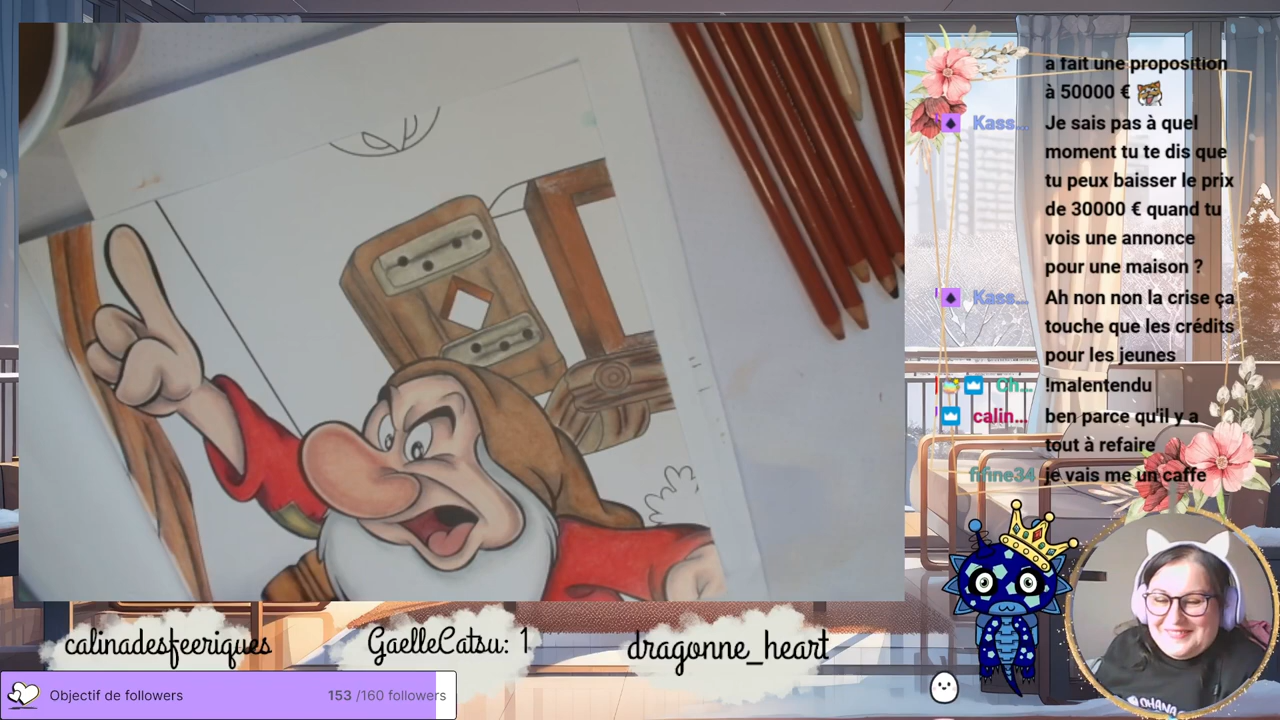 a fait une proposition
à 50000 €
Kass... Je sais pas à quel
moment tu te dis que
tu peux baisser le prix
de 30000 € quand tu
vois une annonce
pour une maison ?
Kass... Ah non non la crise ça
touche que les crédits
pour les jeunes
Oh... !malentendu
calin... ben parce qu'il y a
tout à refaire
fifine34 je vais me un caffe
calinadesfeeriques
GaelleCatsu: 1
dragonne_heart
Objectif de followers
153 /160 followers
OHANA